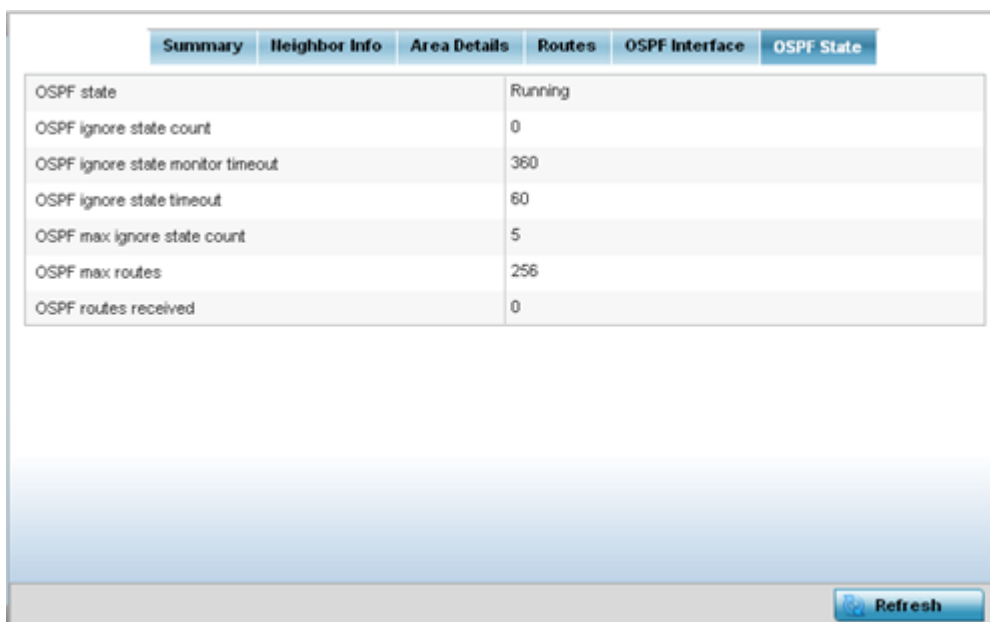 Summary Neighbor Info Area Details Routes OSPF Interface OSPF State
OSPF state Running
OSPF ignore state count 0
OSPF ignore state monitor timeout 360
OSPF ignore state timeout 60
OSPF max ignore state count 5
OSPF max routes 256
OSPF routes received 0
Refresh